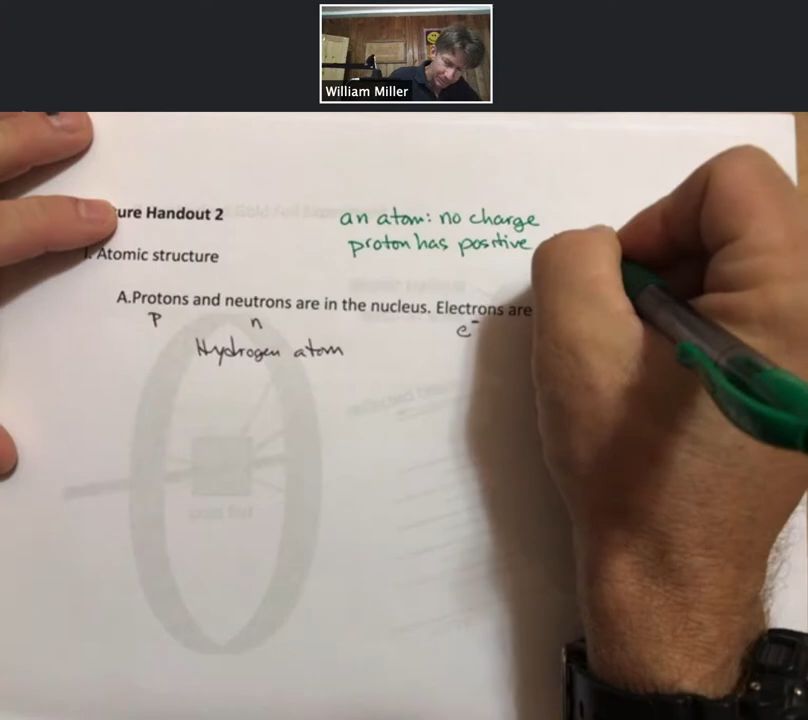 William Miller
ure Handout 2
an atom: no charge
proton has positive
I. Atomic structure
A.Protons and neutrons are in the nucleus. Electrons are
P n e⁻
Hydrogen atom